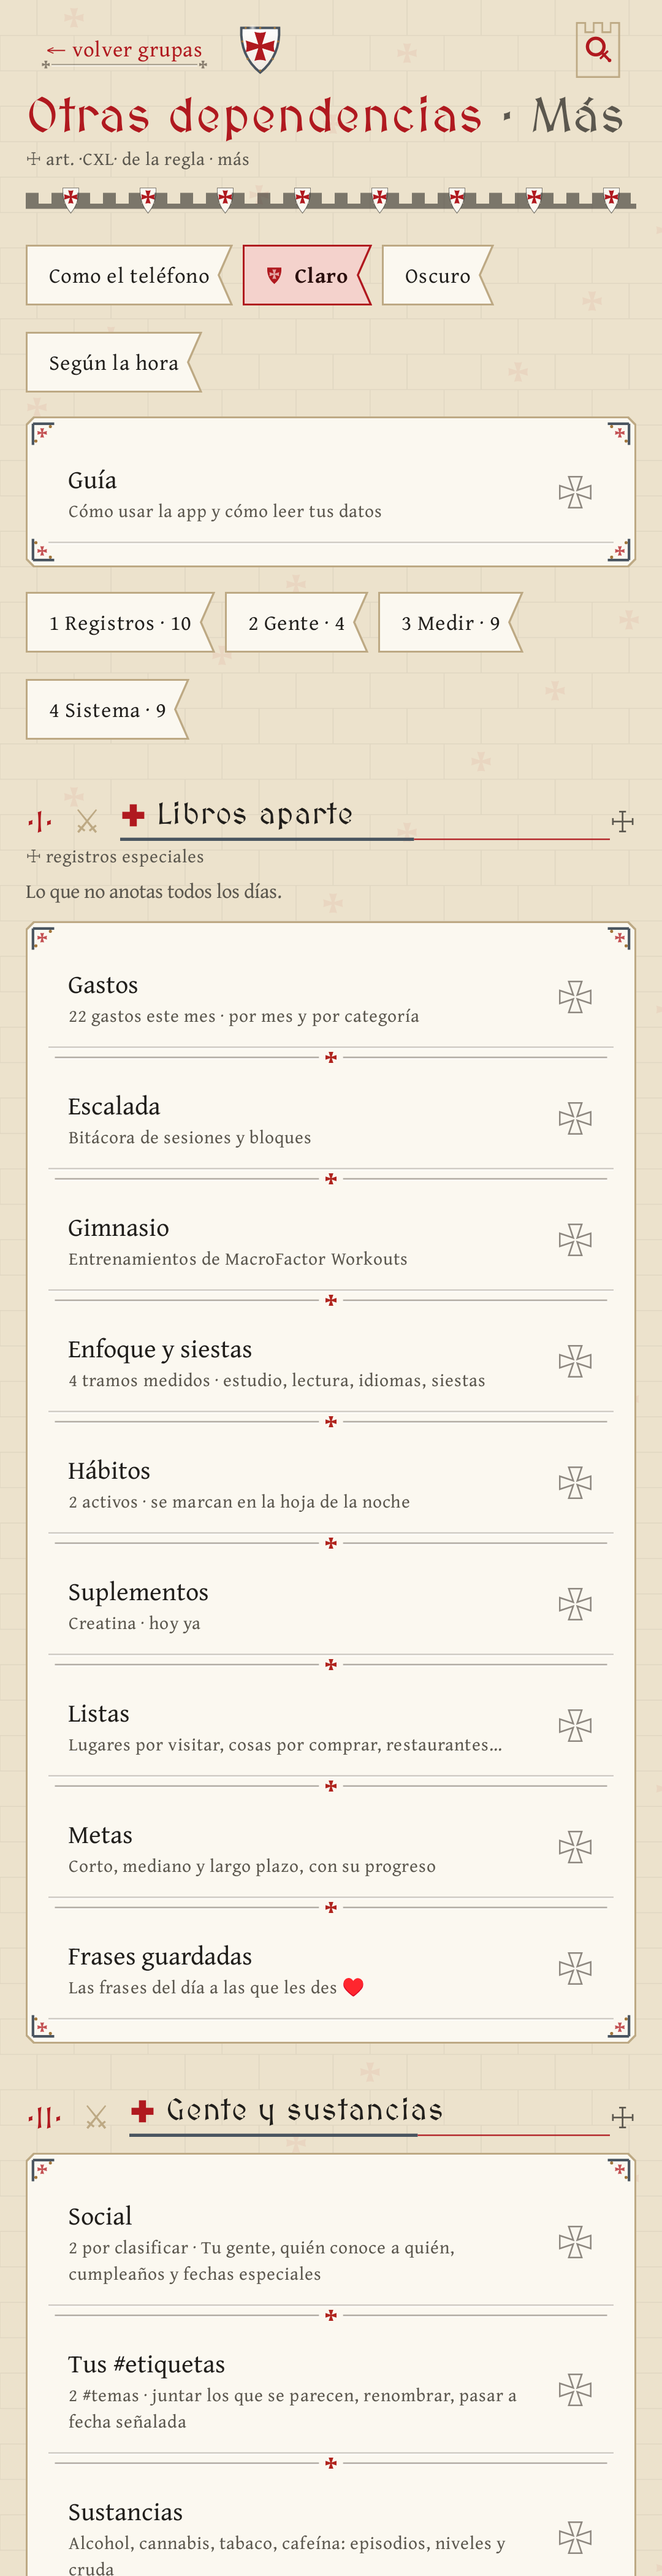 ← volver grupas
Otras dependencias · Más
☩ art. ·CXL· de la regla · más
Como el teléfono
Claro
Oscuro
Según la hora
Guía
Cómo usar la app y cómo leer tus datos
1 Registros · 10
2 Gente · 4
3 Medir · 9
4 Sistema · 9
·I· ⚔ ✚ Libros aparte ☩
☩ registros especiales
Lo que no anotas todos los días.
Gastos
22 gastos este mes · por mes y por categoría
Escalada
Bitácora de sesiones y bloques
Gimnasio
Entrenamientos de MacroFactor Workouts
Enfoque y siestas
4 tramos medidos · estudio, lectura, idiomas, siestas
Hábitos
2 activos · se marcan en la hoja de la noche
Suplementos
Creatina · hoy ya
Listas
Lugares por visitar, cosas por comprar, restaurantes…
Metas
Corto, mediano y largo plazo, con su progreso
Frases guardadas
Las frases del día a las que les des ❤️
·II· ⚔ ✚ Gente y sustancias ☩
Social
2 por clasificar · Tu gente, quién conoce a quién,
cumpleaños y fechas especiales
Tus #etiquetas
2 #temas · juntar los que se parecen, renombrar, pasar a
fecha señalada
Sustancias
Alcohol, cannabis, tabaco, cafeína: episodios, niveles y
cruda